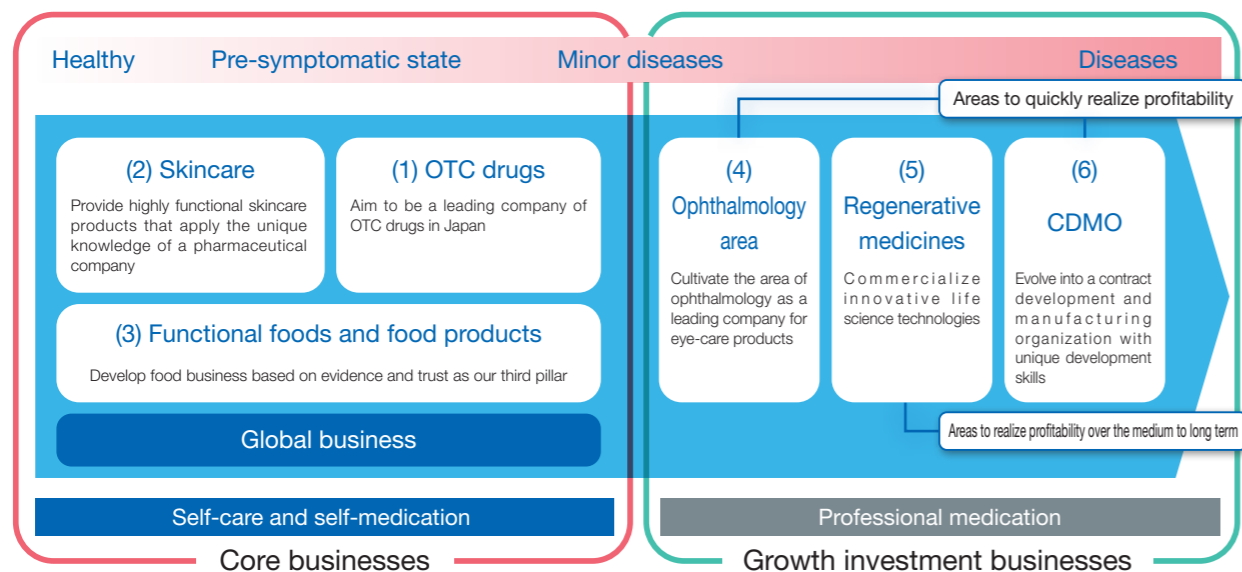 Healthy
Pre-symptomatic state
Minor diseases
Diseases
Areas to quickly realize profitability
(2) Skincare
Provide highly functional skincare
products that apply the unique
knowledge of a pharmaceutical
company
(1) OTC drugs
Aim to be a leading company of
OTC drugs in Japan
(3) Functional foods and food products
Develop food business based on evidence and trust as our third pillar
Global business
(4)
Ophthalmology
area
Cultivate the area of
ophthalmology as a
leading company for
eye-care products
(5)
Regenerative
medicines
Commercialize
innovative life
science technologies
(6)
CDMO
Evolve into a contract
development and
manufacturing
organization with
unique development
skills
Areas to realize profitability over the medium to long term
Self-care and self-medication
Professional medication
Core businesses
Growth investment businesses